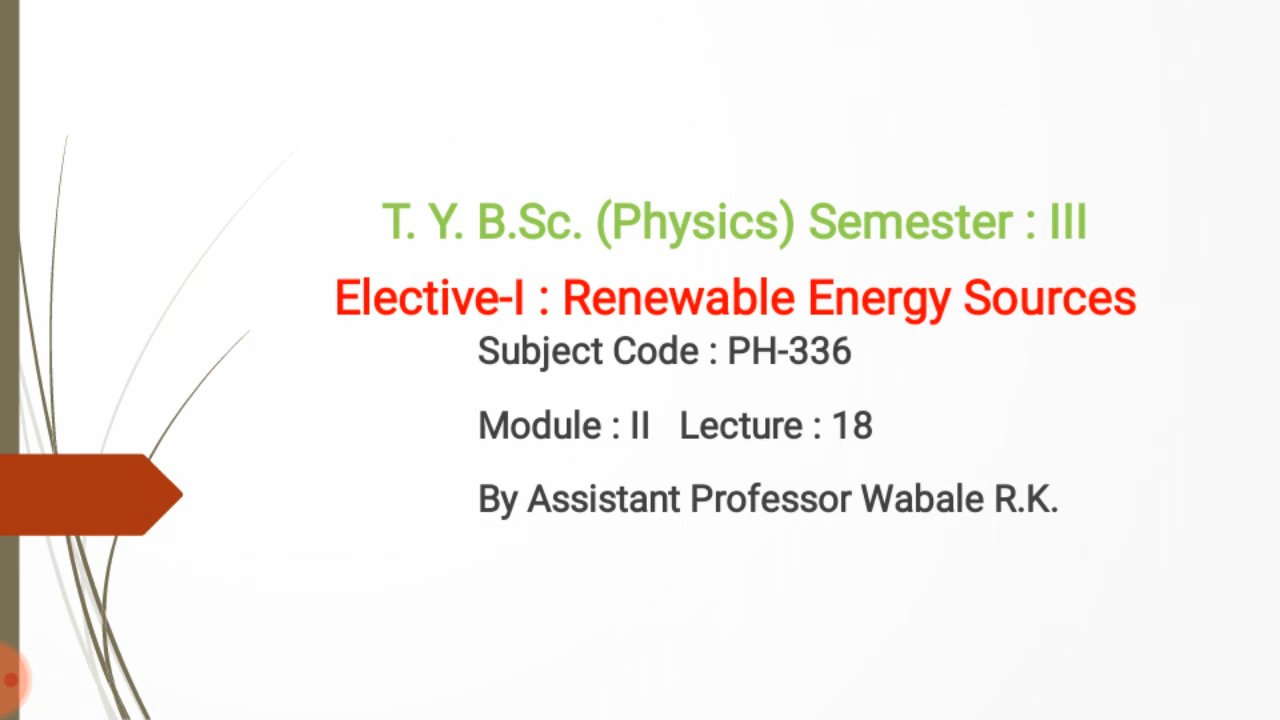 T. Y. B.Sc. (Physics) Semester : III
Elective-I : Renewable Energy Sources
Subject Code : PH-336
Module : II   Lecture : 18
By Assistant Professor Wabale R.K.